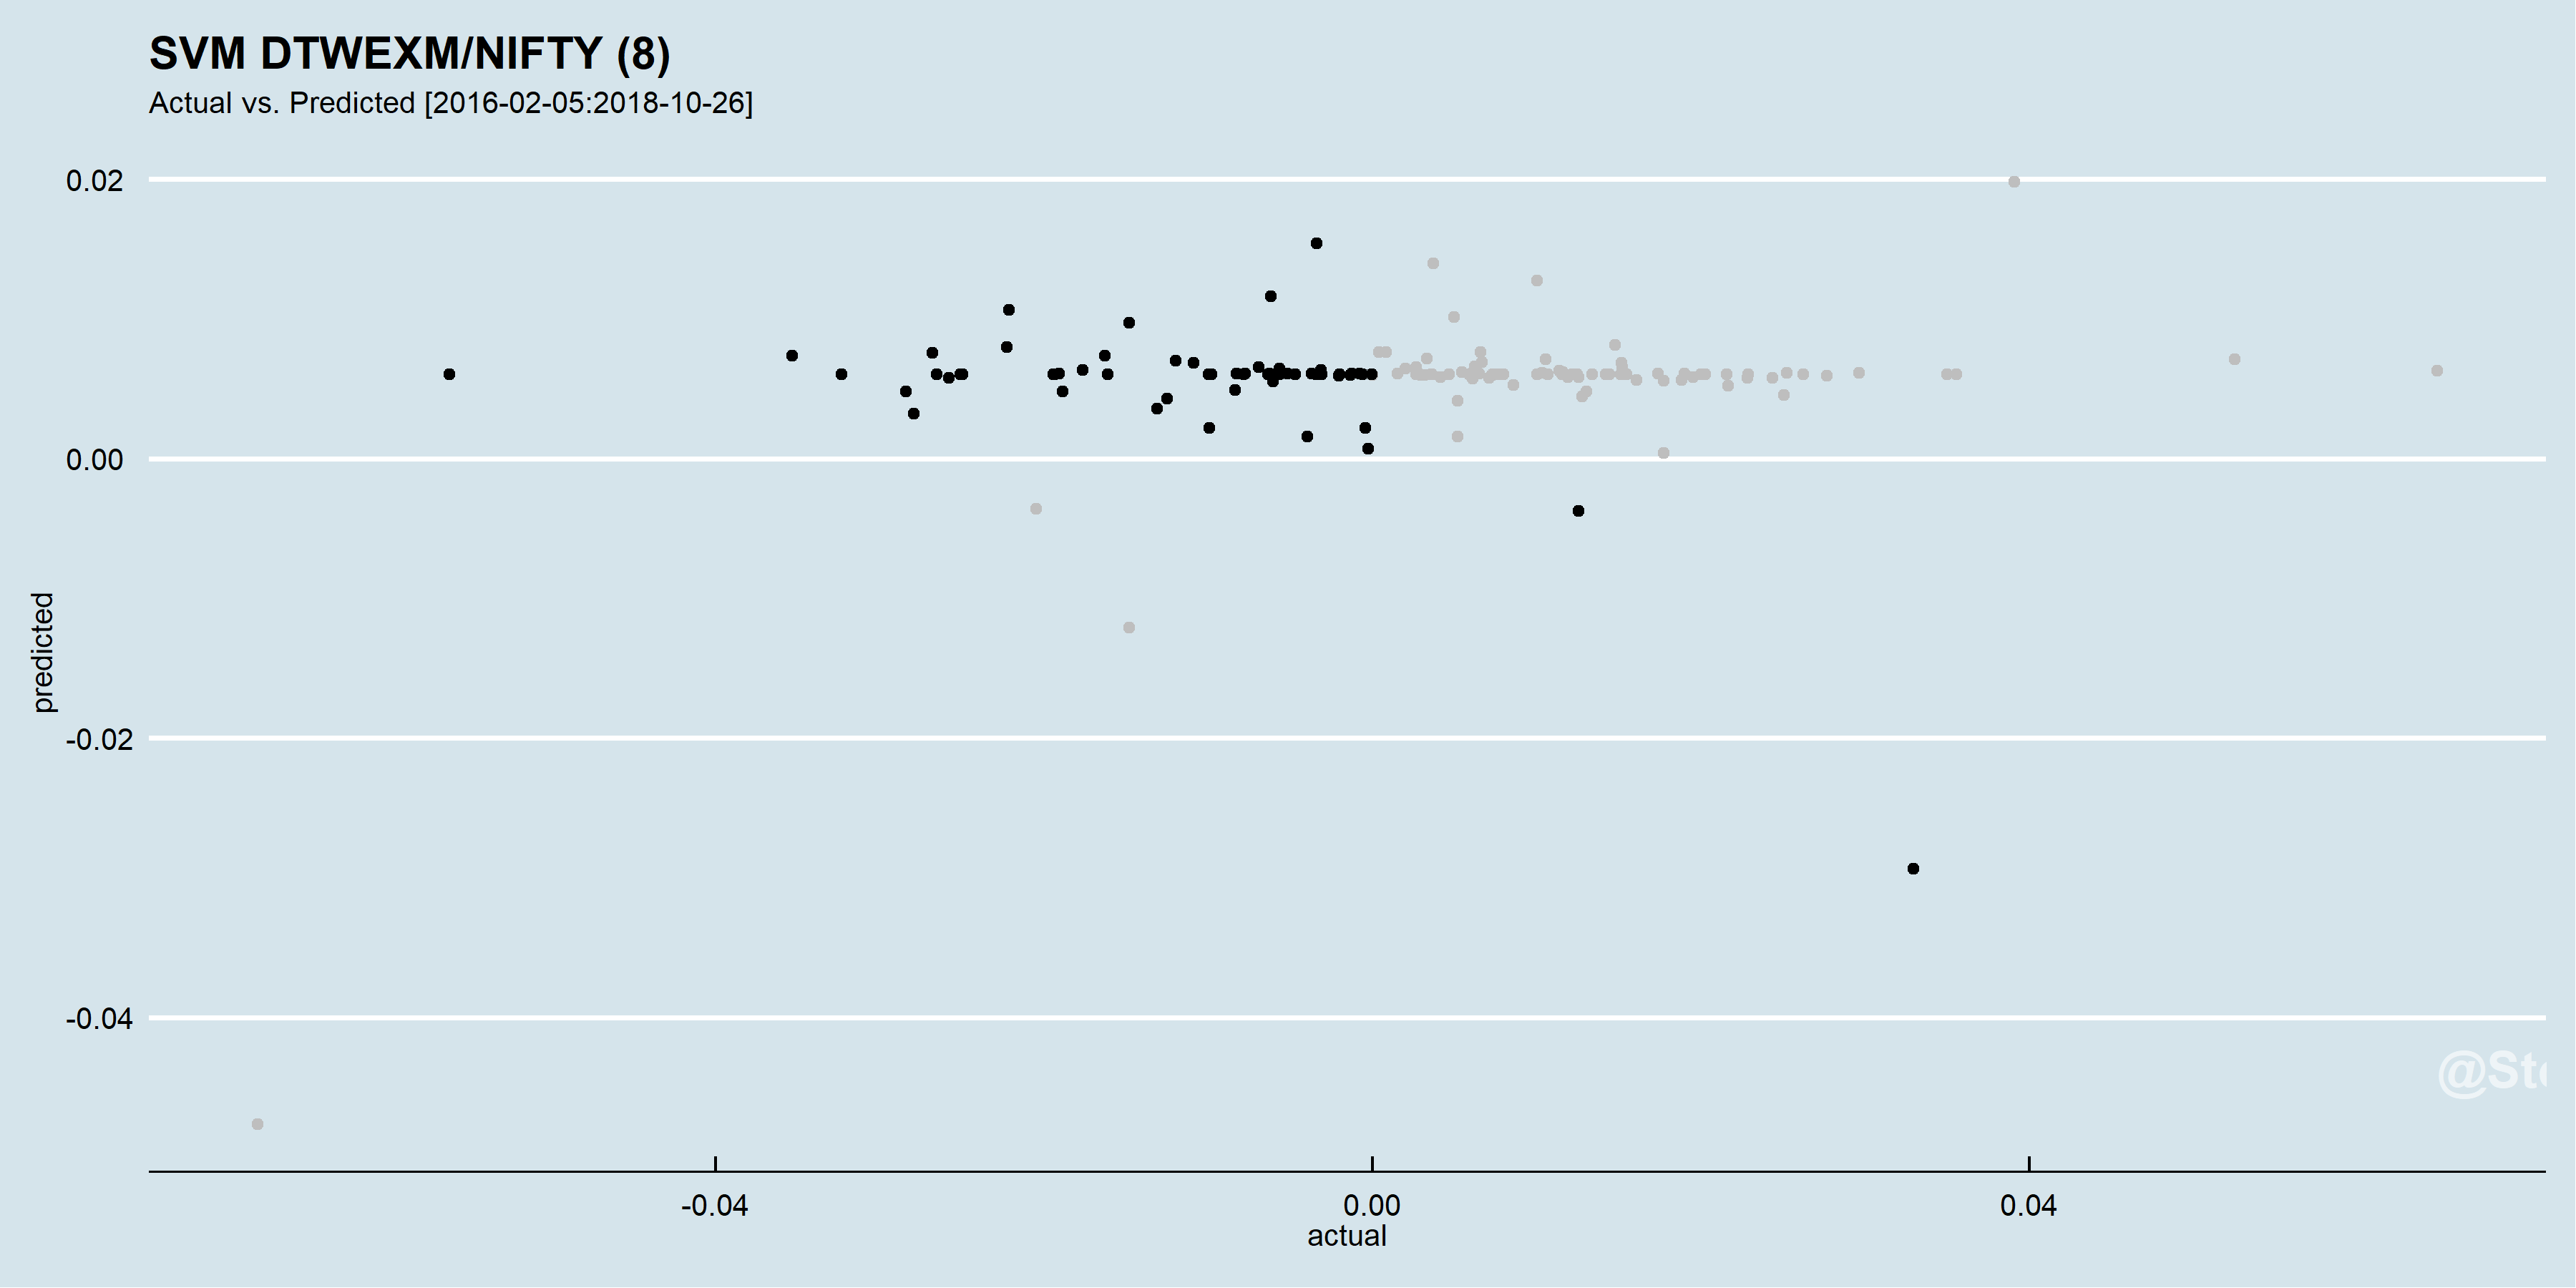 SVM DTWEXM/NIFTY (8)
Actual vs. Predicted [2016-02-05:2018-10-26]
0.02
0.00
-0.02
-0.04
predicted
-0.04 0.00 0.04
actual